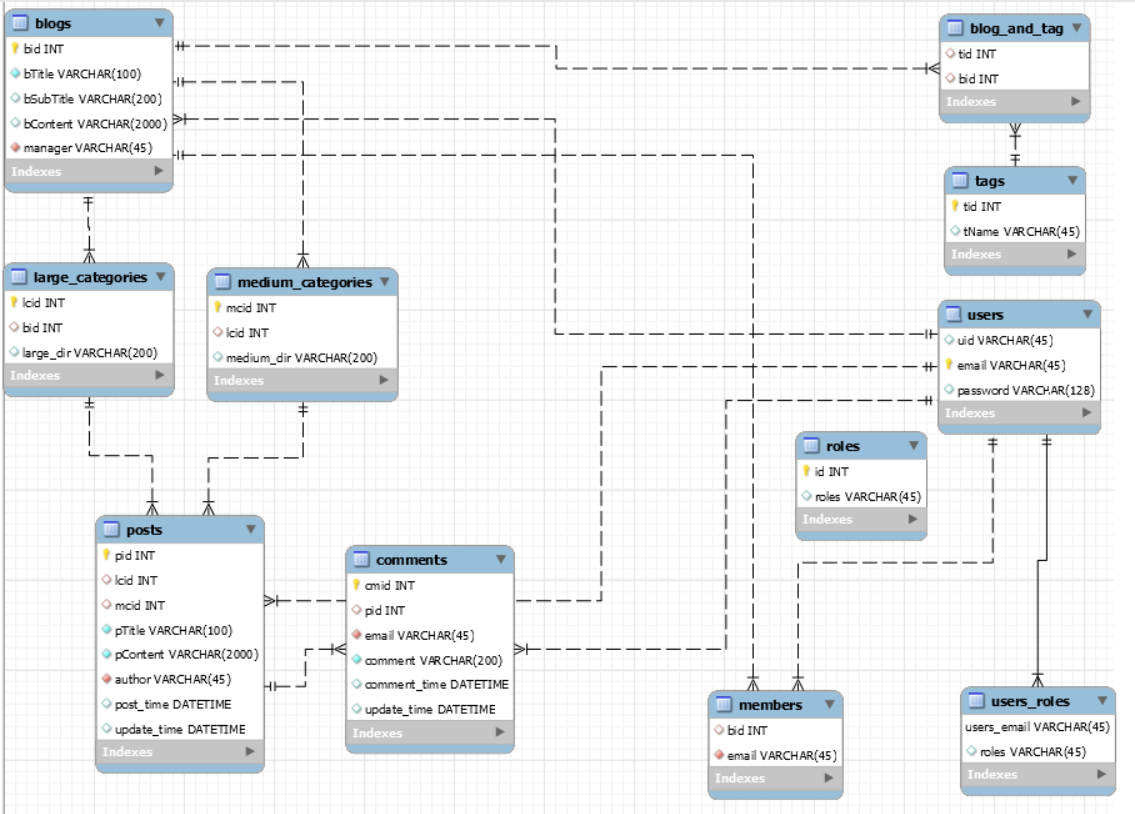 blogs
bid INT
bTitle VARCHAR(100)
bSubTitle VARCHAR(200)
bContent VARCHAR(2000)
manager VARCHAR(45)
Indexes
blog_and_tag
tid INT
bid INT
Indexes
tags
tid INT
tName VARCHAR(45)
Indexes
large_categories
lcid INT
bid INT
large_dir VARCHAR(200)
Indexes
medium_categories
mcid INT
lcid INT
medium_dir VARCHAR(200)
Indexes
users
uid VARCHAR(45)
email VARCHAR(45)
password VARCHAR(128)
Indexes
roles
id INT
roles VARCHAR(45)
Indexes
posts
pid INT
lcid INT
mcid INT
pTitle VARCHAR(100)
pContent VARCHAR(2000)
author VARCHAR(45)
post_time DATETIME
update_time DATETIME
Indexes
comments
cmid INT
pid INT
email VARCHAR(45)
comment VARCHAR(200)
comment_time DATETIME
update_time DATETIME
Indexes
members
bid INT
email VARCHAR(45)
Indexes
users_roles
users_email VARCHAR(45)
roles VARCHAR(45)
Indexes